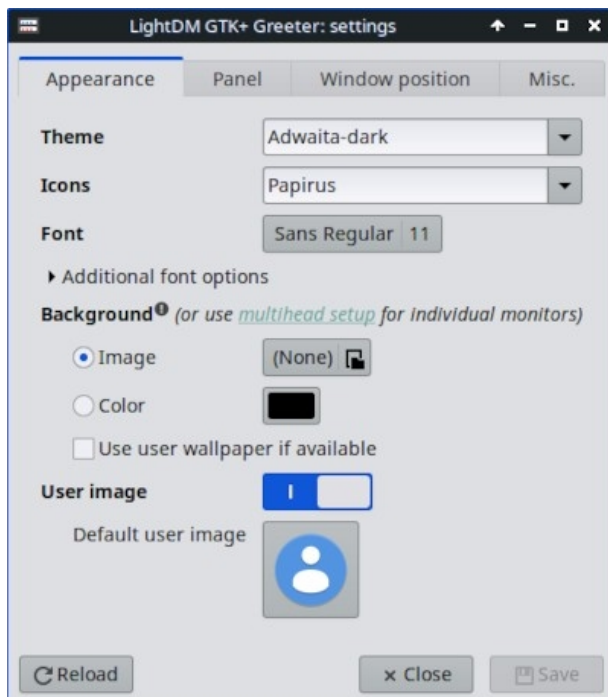 LightDM GTK+ Greeter: settings
Appearance Panel Window position Misc.
Theme Adwaita-dark
Icons Papirus
Font Sans Regular 11
Additional font options
Background (or use multihead setup for individual monitors)
Image (None)
Color
Use user wallpaper if available
User image
Default user image
Reload Close Save